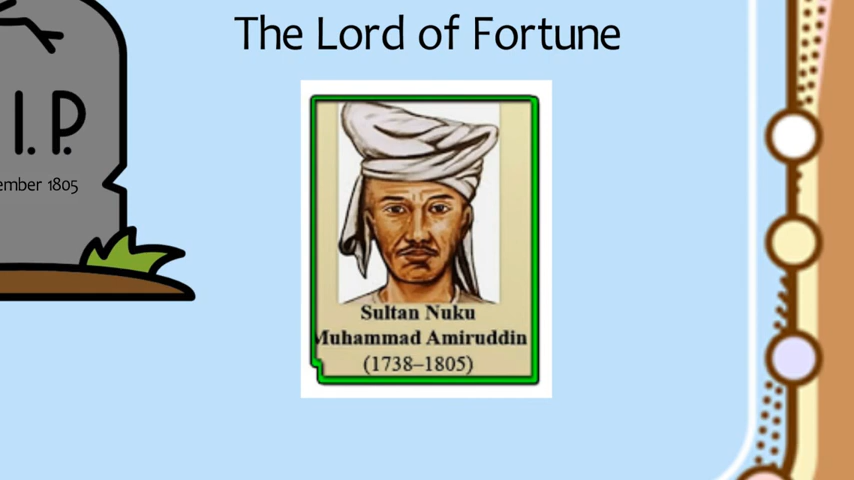 The Lord of Fortune
I.P.
ember 1805
Sultan Nuku
Muhammad Amiruddin
(1738–1805)